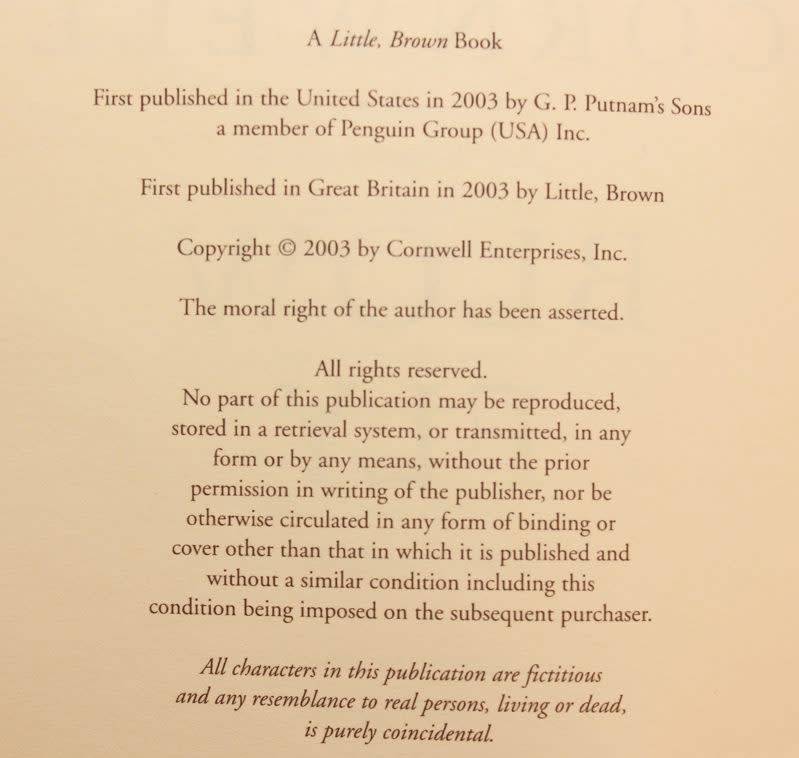 A Little, Brown Book
First published in the United States in 2003 by G. P. Putnam's Sons
a member of Penguin Group (USA) Inc.
First published in Great Britain in 2003 by Little, Brown
Copyright © 2003 by Cornwell Enterprises, Inc.
The moral right of the author has been asserted.
All rights reserved.
No part of this publication may be reproduced,
stored in a retrieval system, or transmitted, in any
form or by any means, without the prior
permission in writing of the publisher, nor be
otherwise circulated in any form of binding or
cover other than that in which it is published and
without a similar condition including this
condition being imposed on the subsequent purchaser.
All characters in this publication are fictitious
and any resemblance to real persons, living or dead,
is purely coincidental.